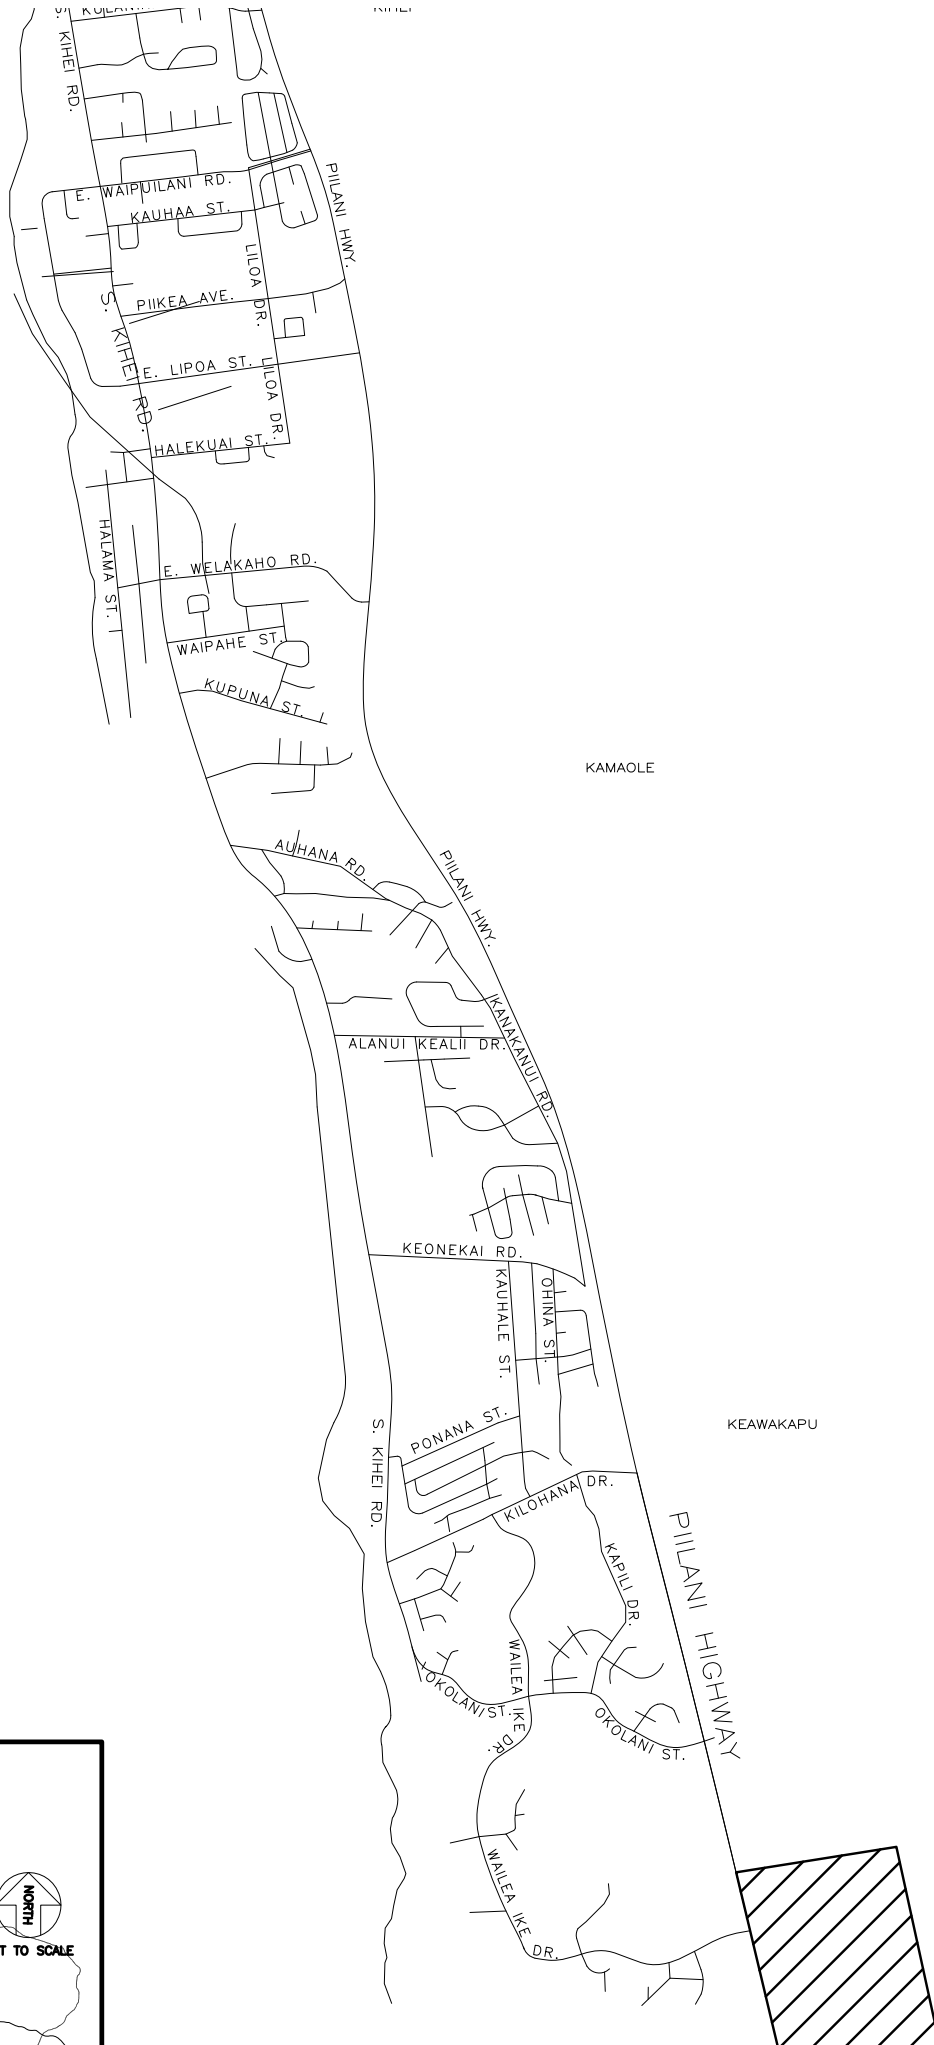 S. KIHEI RD.
E. WAIPUILANI RD.
KAUHAA ST.
PIILANI HWY.
LILOA DR.
PIIKEA AVE.
S. KIHEI RD.
E. LIPOA ST.
LILOA DR.
HALEKUAI ST.
HALAMA ST.
E. WELAKAHO RD.
WAIPAHE ST.
KUPUNA ST.
KAMAOLE
AUHANA RD.
PIILANI HWY.
KANAKANUI RD.
ALANUI KEALII DR.
KEONEKAI RD.
KAUHALE ST.
OHINA ST.
PONANA ST.
S. KIHEI RD.
KEAWAKAPU
KILOHANA DR.
PIILANI HIGHWAY
KAPILI DR.
WAILEA IKE DR.
OKOLANI ST.
OKOLANI ST.
WAILEA IKE DR.
NORTH
T TO SCALE